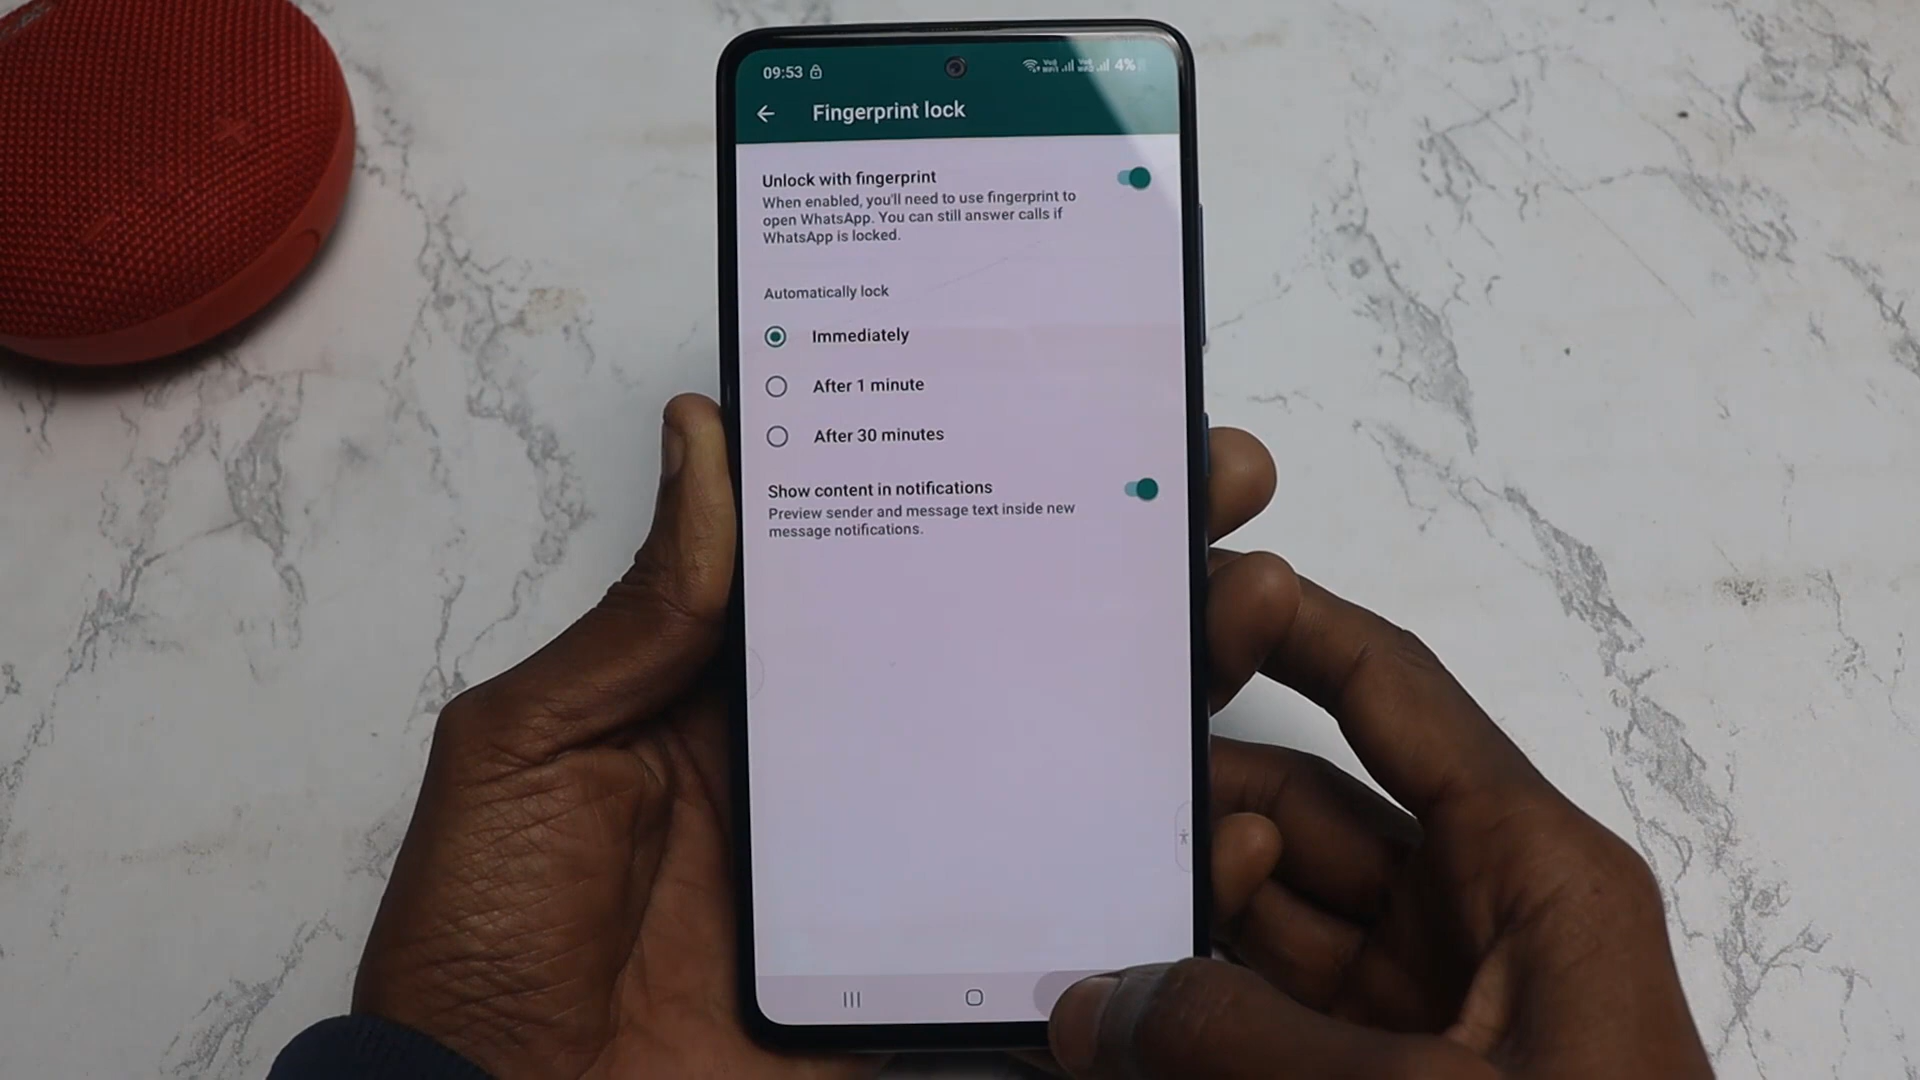 09:53 4%
Fingerprint lock
Unlock with fingerprint
When enabled, you'll need to use fingerprint to
open WhatsApp. You can still answer calls if
WhatsApp is locked.
Automatically lock
Immediately
After 1 minute
After 30 minutes
Show content in notifications
Preview sender and message text inside new
message notifications.